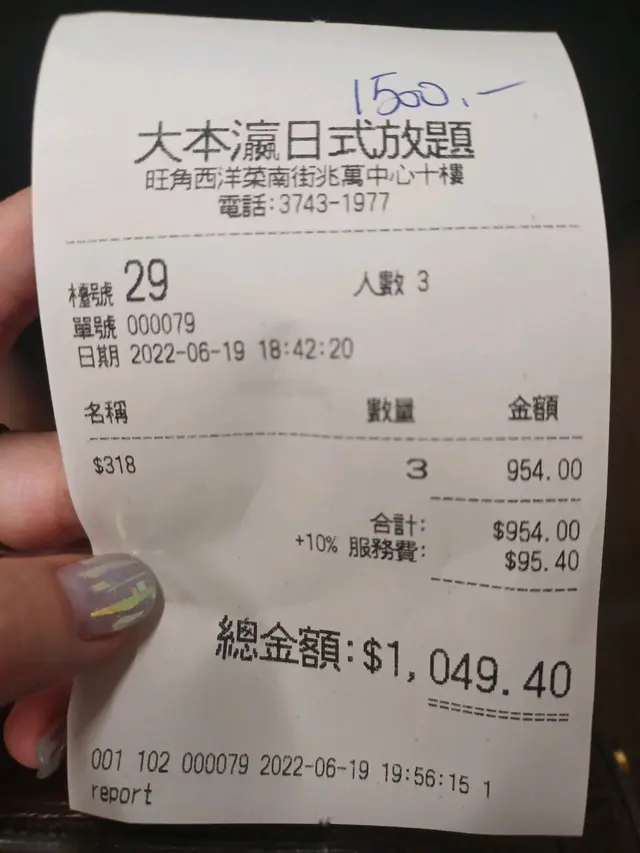 1500.-
大本瀛日式放題
旺角西洋菜南街兆萬中心十樓
電話:3743-1977
檯號 29 人數 3
單號 000079
日期 2022-06-19 18:42:20
名稱 數量 金額
$318 3 954.00
合計: $954.00
+10% 服務費: $95.40
總金額:$1,049.40
001 102 000079 2022-06-19 19:56:15 1
report